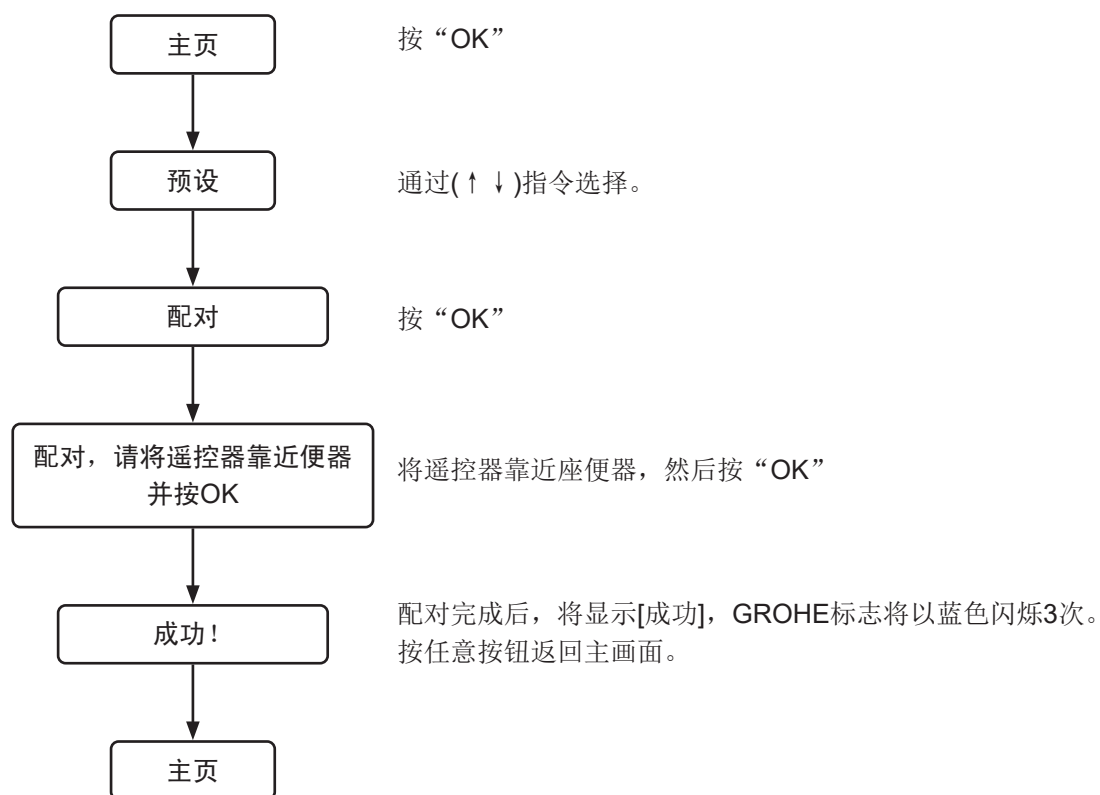 主页
按“OK”
预设
通过(↑↓)指令选择。
配对
按“OK”
配对，请将遥控器靠近便器
并按OK
将遥控器靠近座便器，然后按“OK”
成功！
配对完成后，将显示[成功]，GROHE标志将以蓝色闪烁3次。
按任意按钮返回主画面。
主页